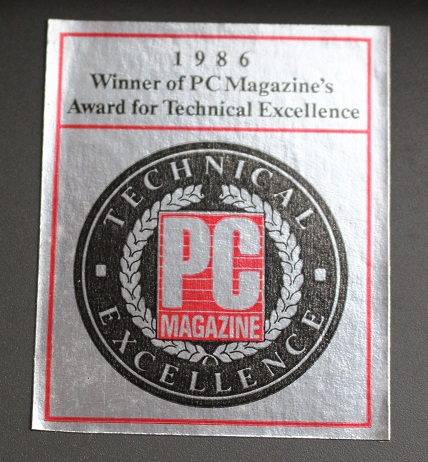 1986
Winner of PC Magazine's
Award for Technical Excellence
TECHNICAL
PC
MAGAZINE
EXCELLENCE